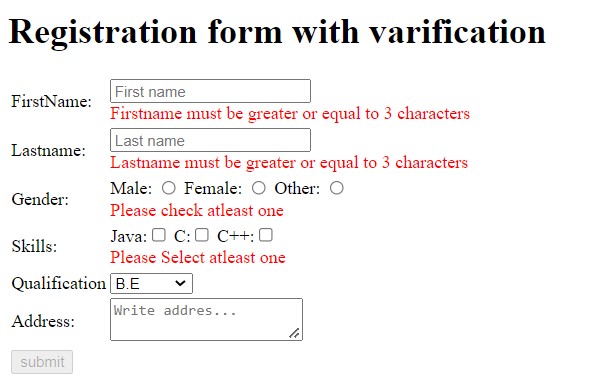 Registration form with varification
FirstName: First name
Firstname must be greater or equal to 3 characters
Lastname: Last name
Lastname must be greater or equal to 3 characters
Gender: Male: Female: Other:
Please check atleast one
Skills: Java: C: C++:
Please Select atleast one
Qualification B.E
Address: Write addres...
submit